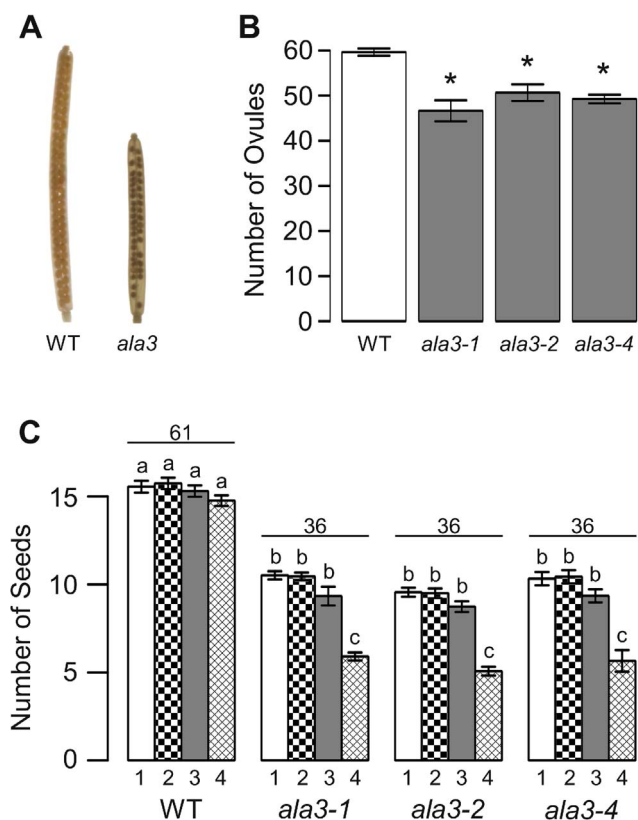 A
WT
ala3
B
Number of Ovules
60
50
40
30
20
10
0
*
*
*
WT
ala3-1
ala3-2
ala3-4
C
Number of Seeds
15
10
5
0
61
a a a a
36
b b b c
36
b b b c
36
b b b c
1 2 3 4
1 2 3 4
1 2 3 4
1 2 3 4
WT
ala3-1
ala3-2
ala3-4